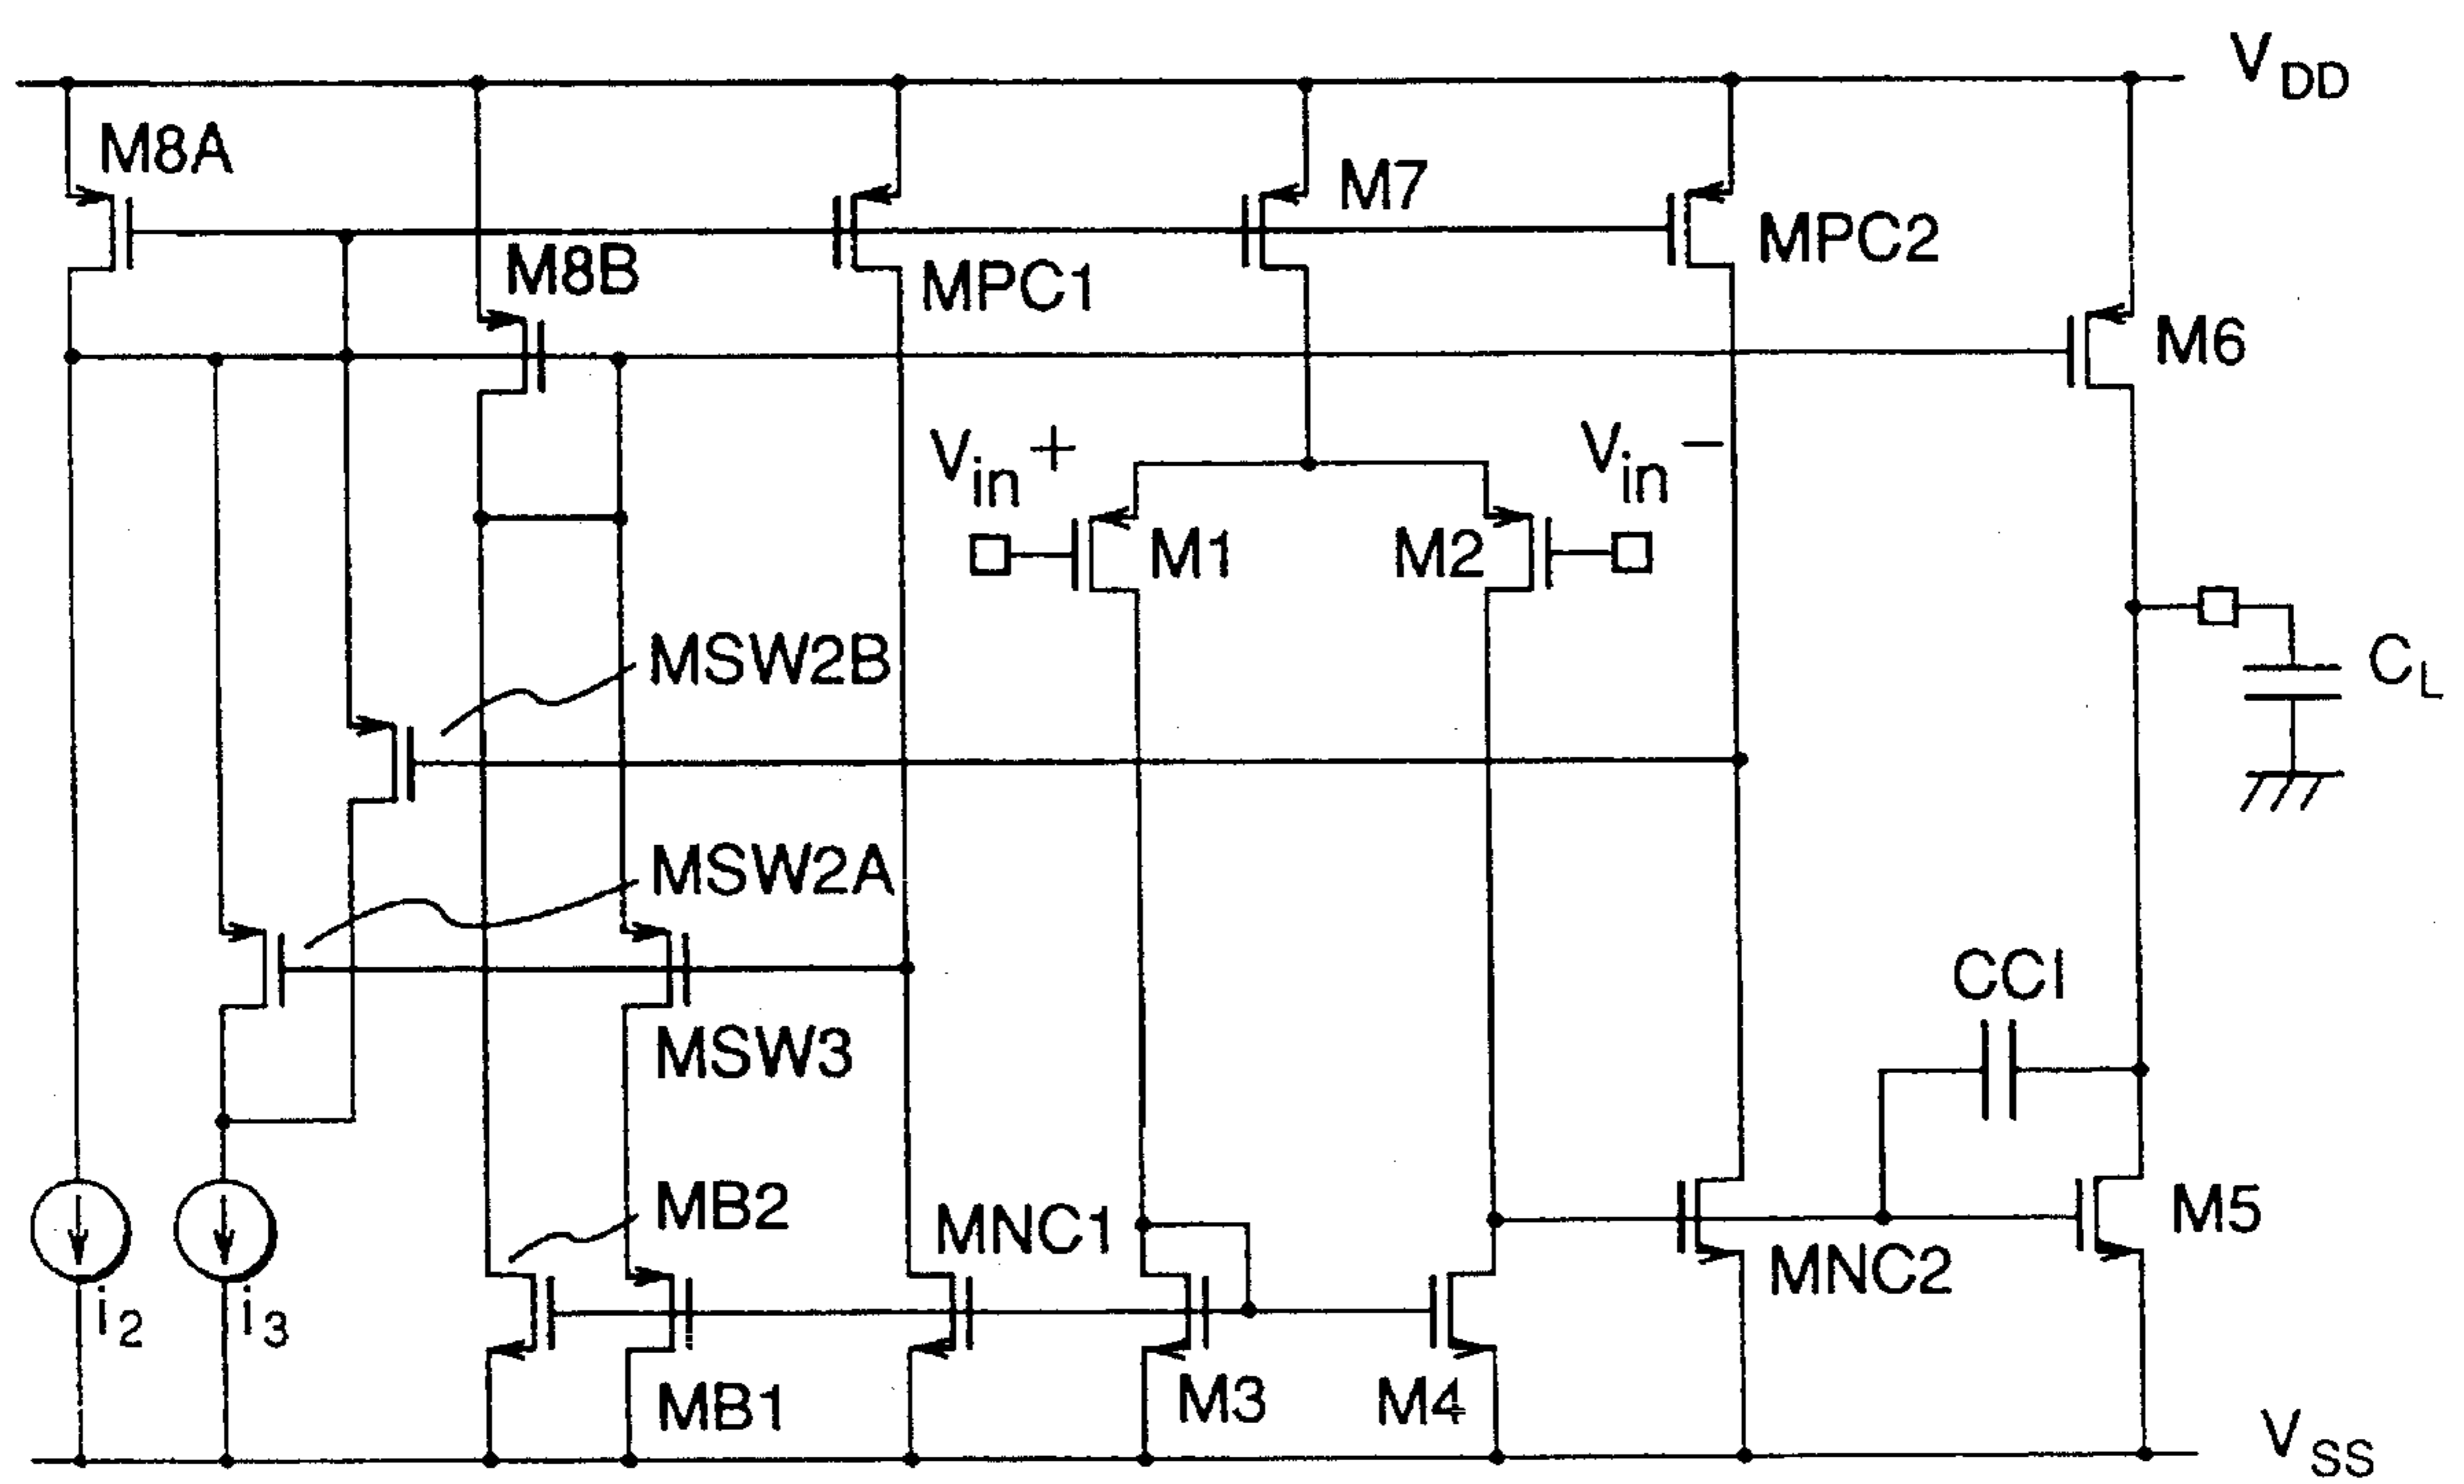 VDD
M8A
M7
MPC2
M8B
MPC1
M6
Vin +
Vin −
M1
M2
MSW2B
CL
MSW2A
CCI
MSW3
MB2
MNC1
M5
MNC2
i2
i3
MB1
M3
M4
VSS